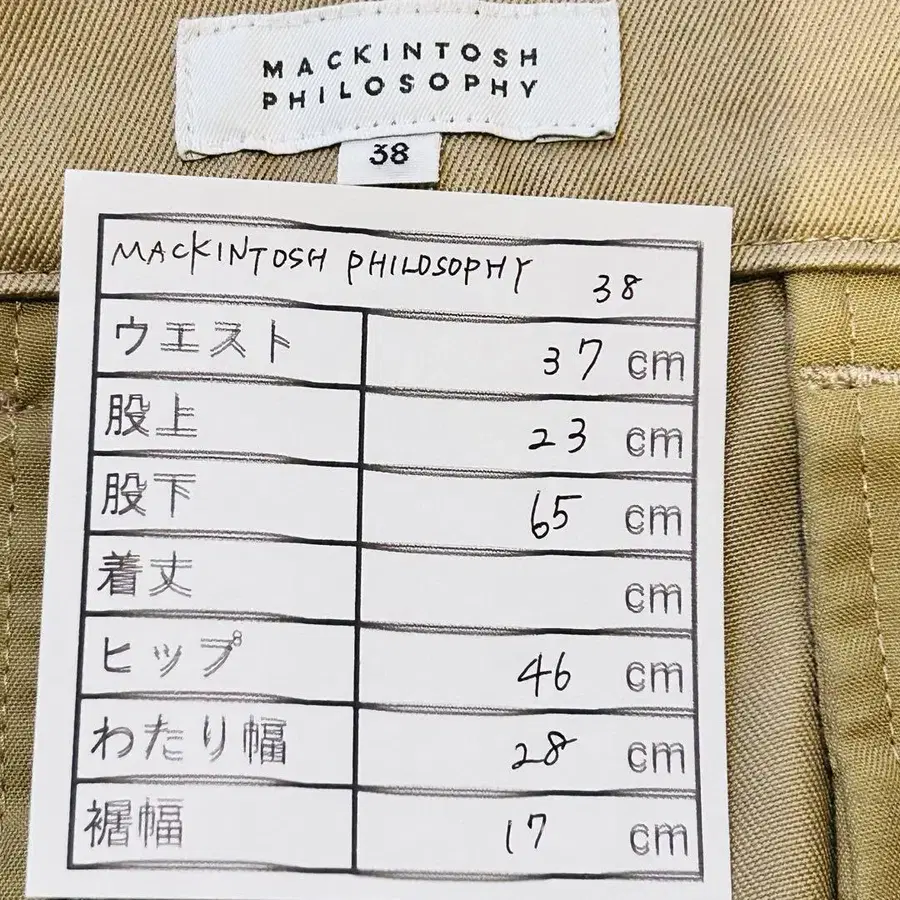 MACKINTOSH
PHILOSOPHY
38
MACKINTOSH PHILOSOPHY 38
ウエスト 37 cm
股上 23 cm
股下 65 cm
着丈 cm
ヒップ 46 cm
わたり幅 28 cm
裾幅 17 cm